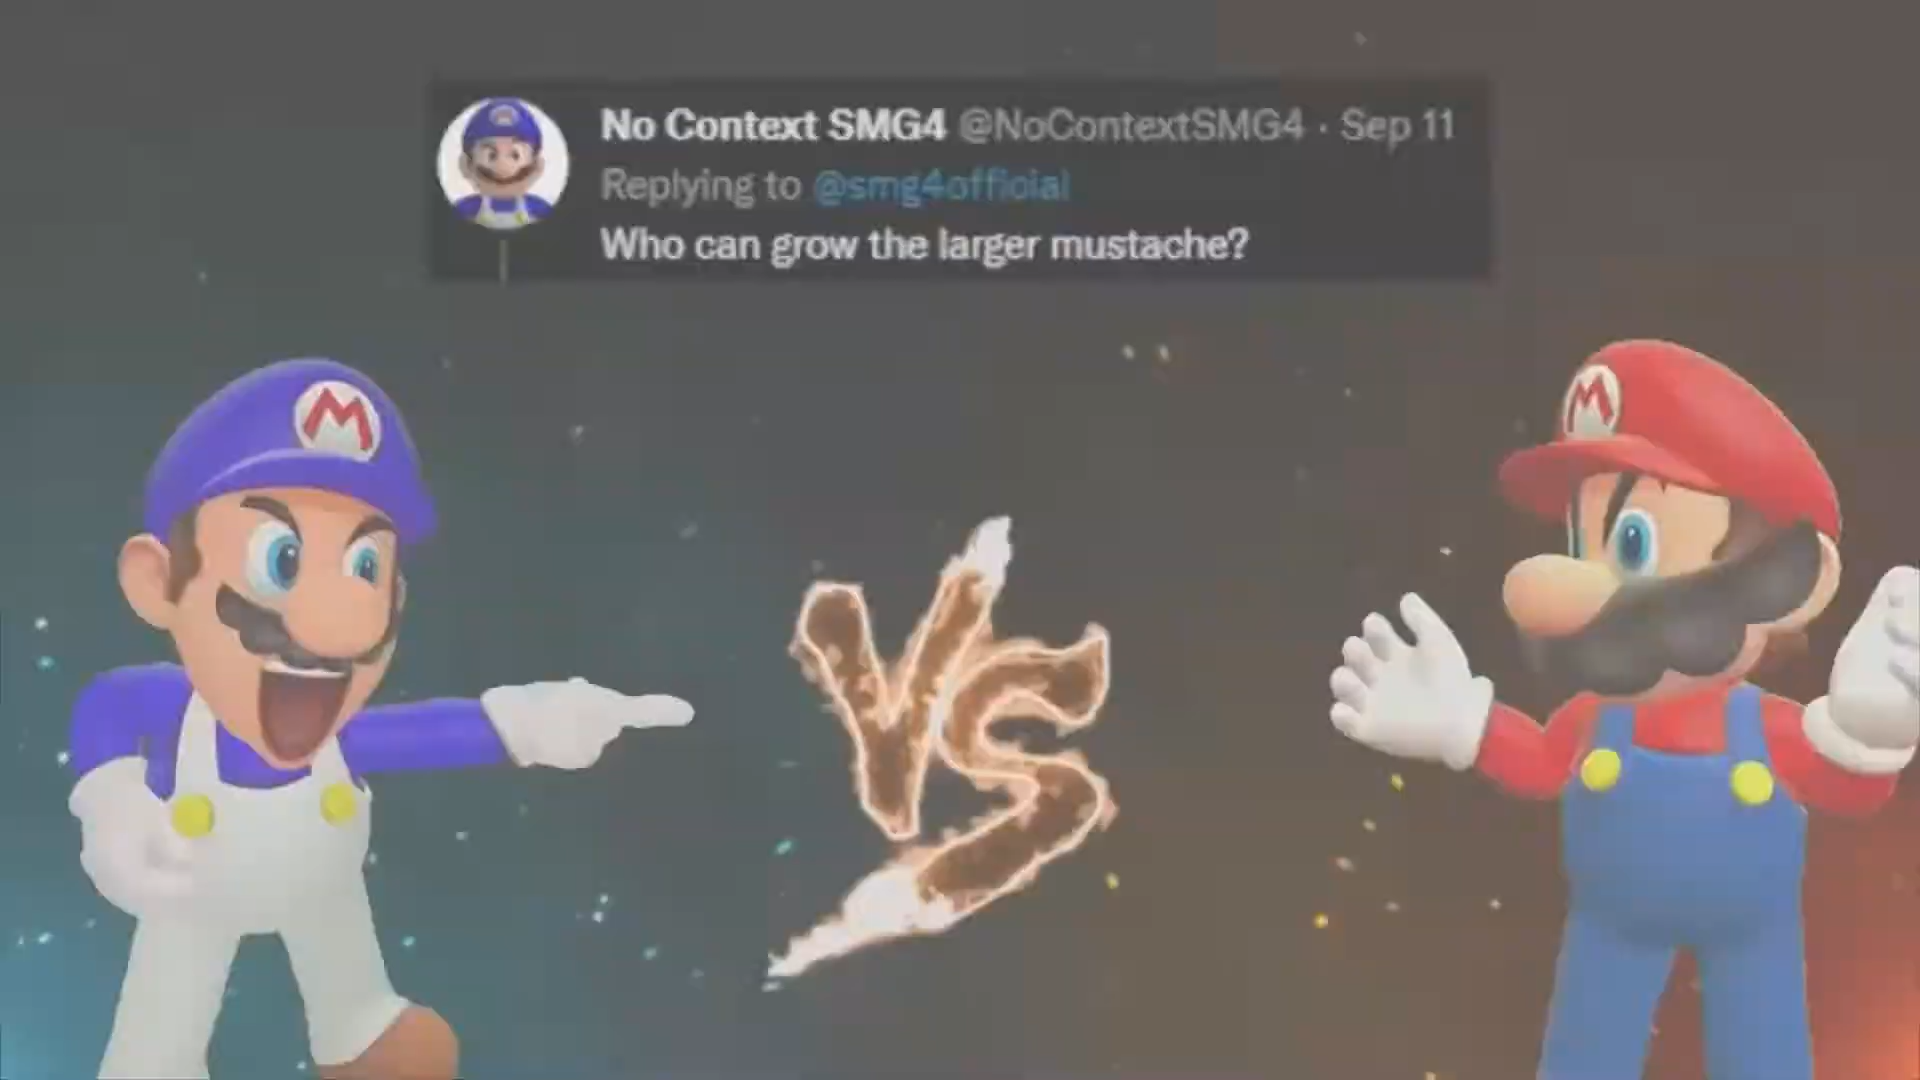 No Context SMG4 @NoContextSMG4 · Sep 11
Replying to @smg4official
Who can grow the larger mustache?
M
M
VS